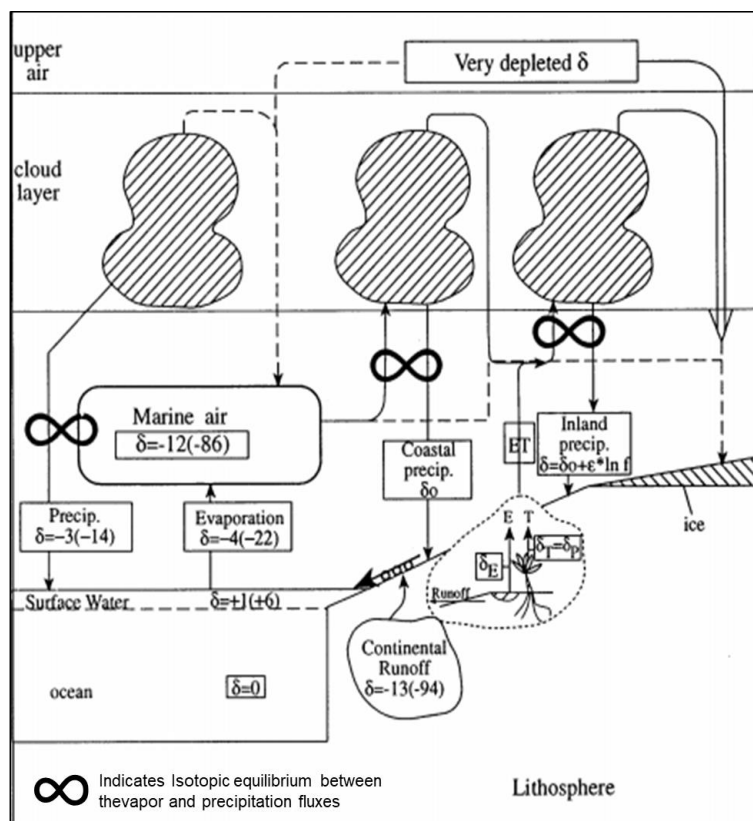 upper
air
Very depleted δ
cloud
layer
Marine air
δ=-12(-86)
Coastal
precip.
δo
ET
Inland
precip.
δ=δo+ε*ln f
ice
Precip.
δ=-3(-14)
Evaporation
δ=-4(-22)
E T
δE
δT=δP
Runoff
Surface Water
δ=+1(+6)
Continental
Runoff
δ=-13(-94)
ocean
δ=0
Indicates Isotopic equilibrium between
thevapor and precipitation fluxes
Lithosphere